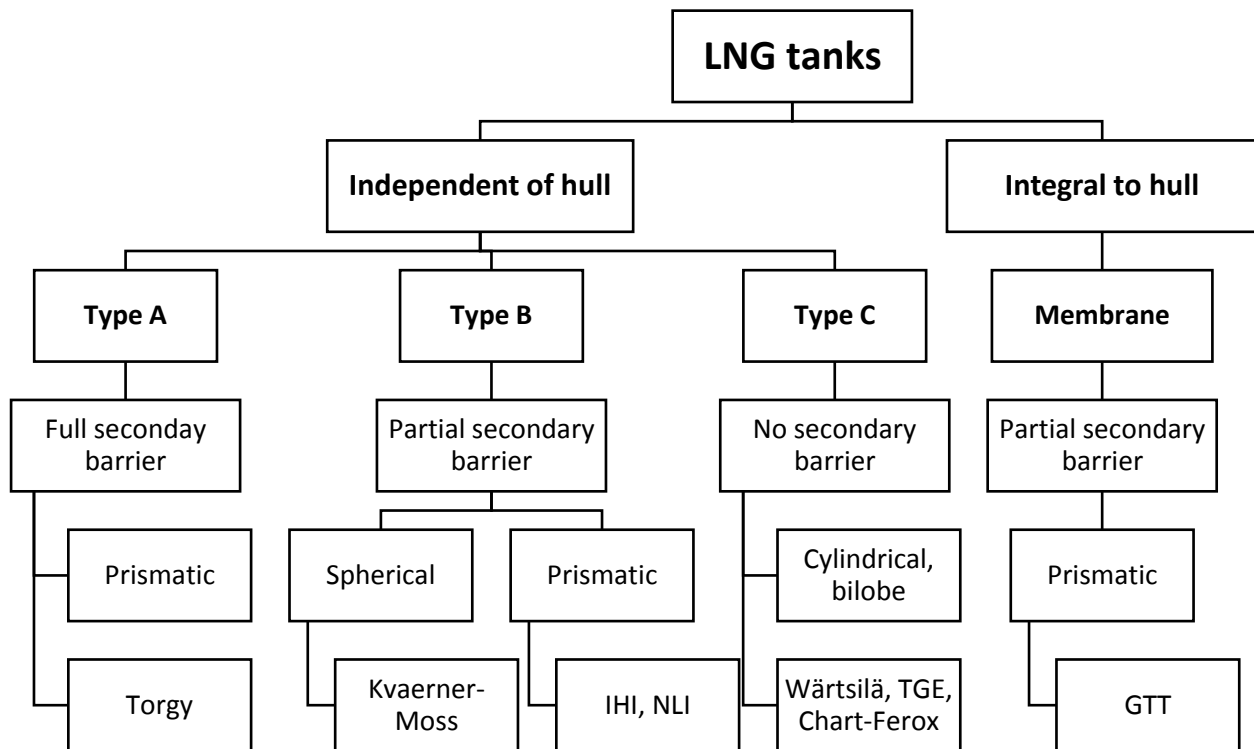 LNG tanks
Independent of hull
Integral to hull
Type A
Type B
Type C
Membrane
Full seconday
barrier
Partial secondary
barrier
No secondary
barrier
Partial secondary
barrier
Prismatic
Spherical
Prismatic
Cylindrical,
bilobe
Prismatic
Torgy
Kvaerner-
Moss
IHI, NLI
Wärtsilä, TGE,
Chart-Ferox
GTT